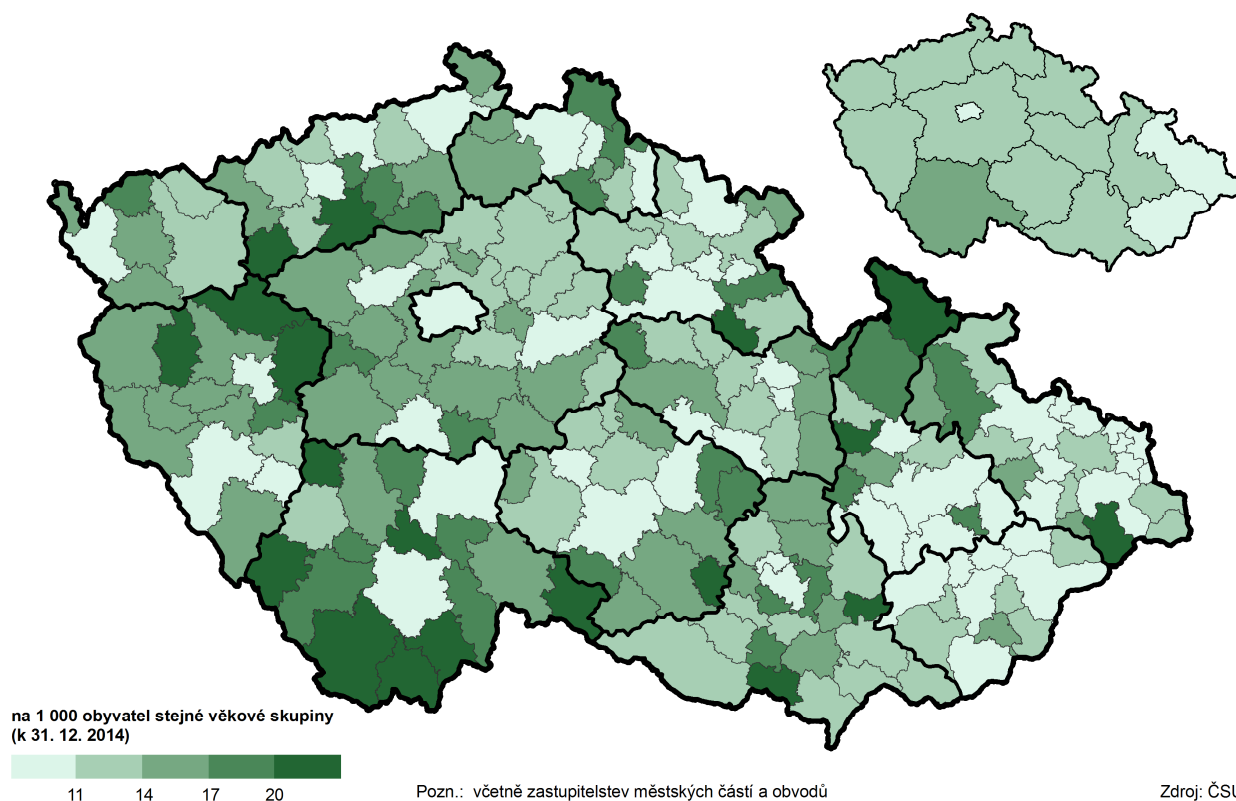 na 1 000 obyvatel stejné věkové skupiny
(k 31. 12. 2014)
11 14 17 20
Pozn.: včetně zastupitelstev městských částí a obvodů
Zdroj: ČSÚ